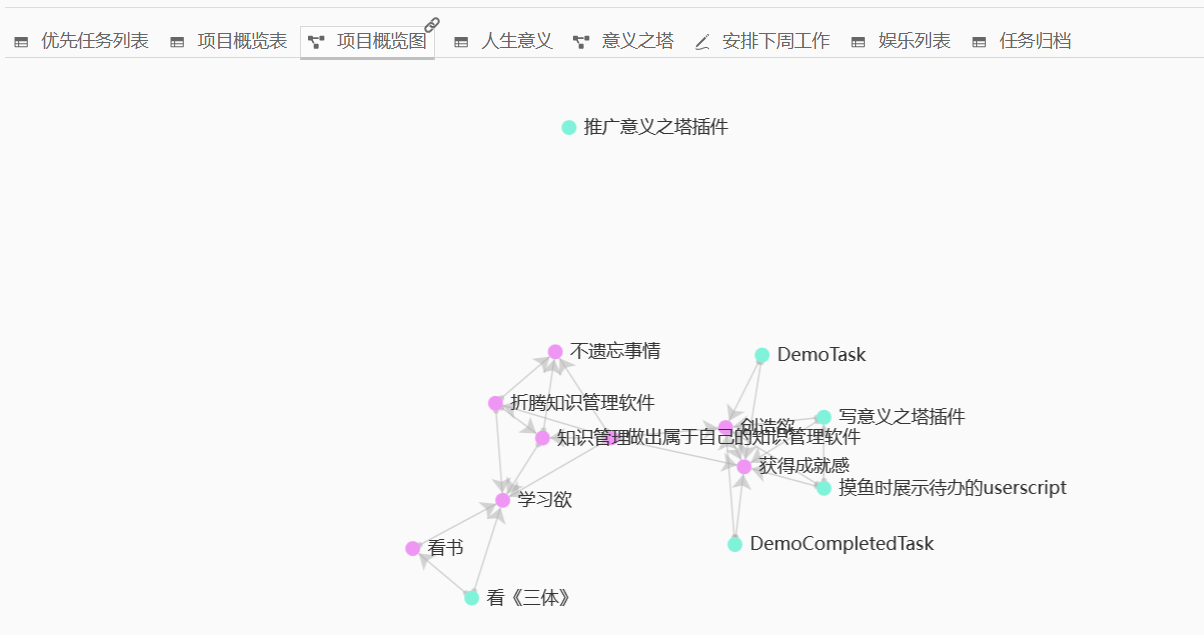 优先任务列表 项目概览表 项目概览图 人生意义 意义之塔 安排下周工作 娱乐列表 任务归档
推广意义之塔插件
不遗忘事情
DemoTask
折腾知识管理软件
写意义之塔插件
创造欲
知识管理
做出属于自己的知识管理软件
获得成就感
摸鱼时展示待办的userscript
学习欲
DemoCompletedTask
看书
看《三体》